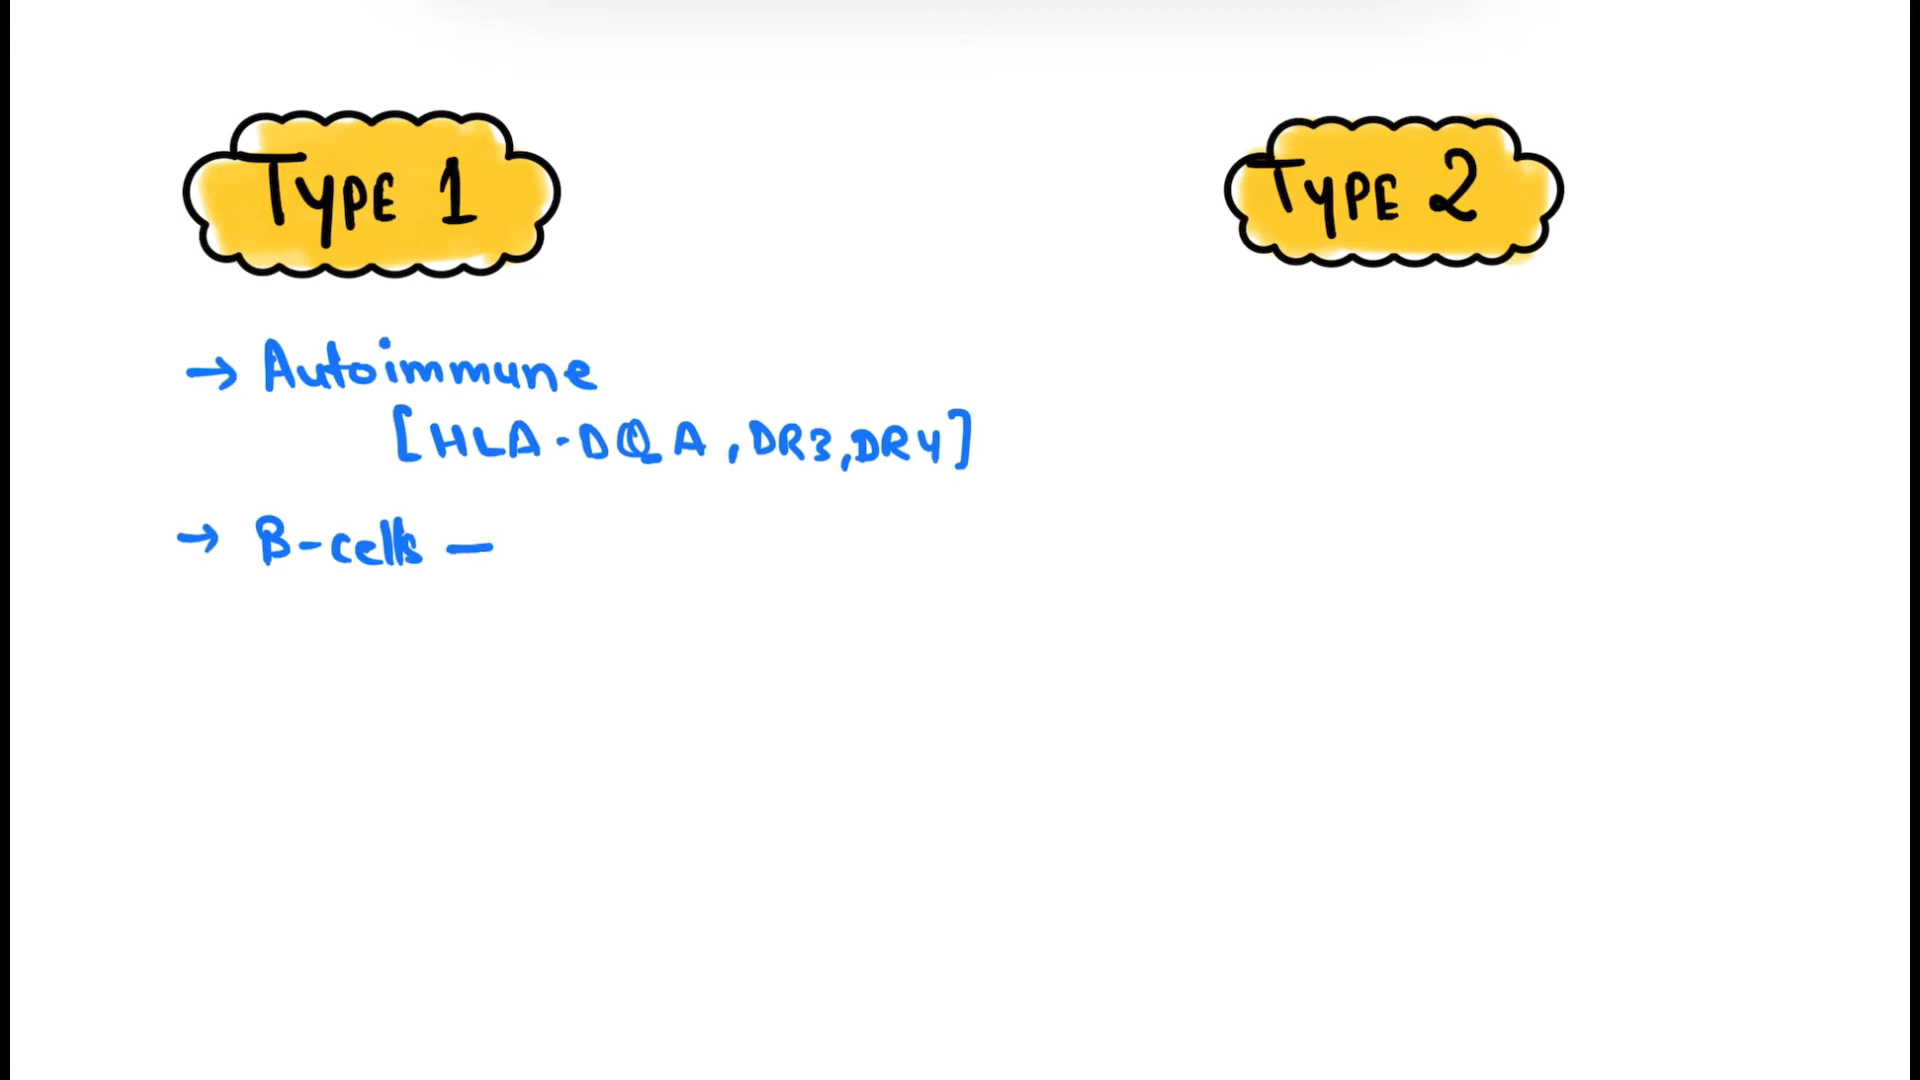 TYPE 1
TYPE 2
→ Autoimmune
[HLA-DQA, DR3, DR4]
→ B-cells —